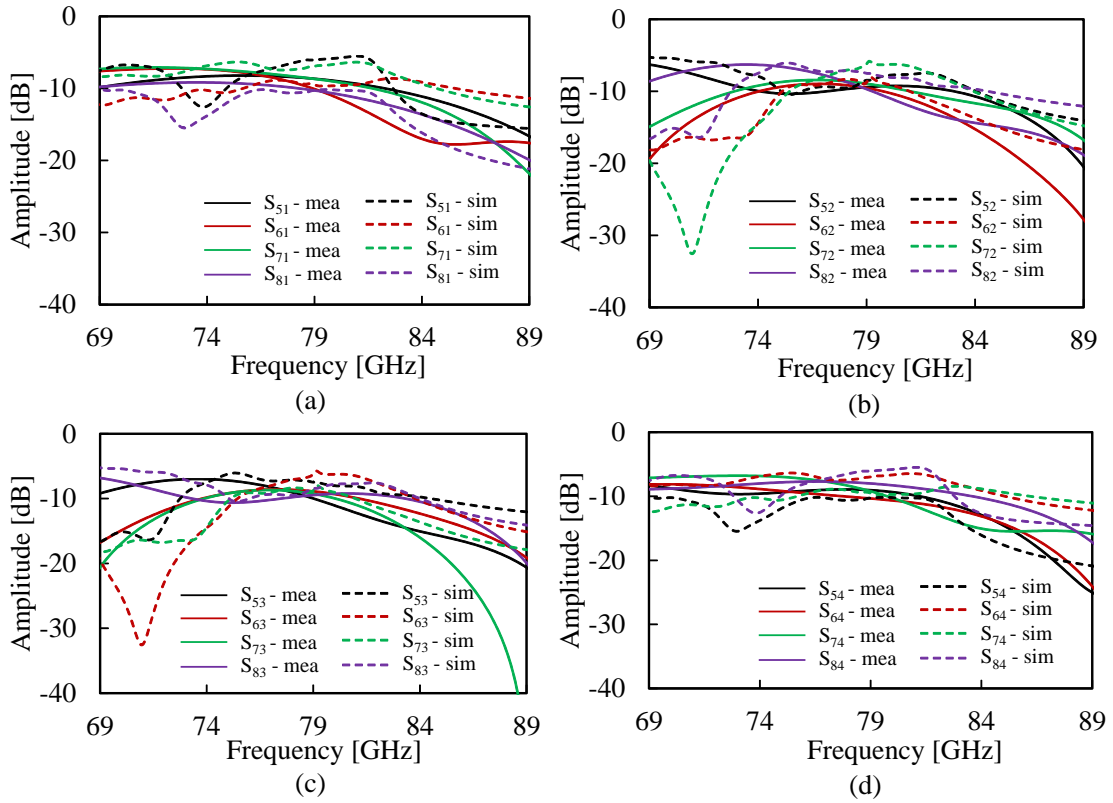 0
-10
-20
-30
-40
Amplitude [dB]
S51 - mea
S61 - mea
S71 - mea
S81 - mea
S51 - sim
S61 - sim
S71 - sim
S81 - sim
69 74 79 84 89
Frequency [GHz]
(a)
0
-10
-20
-30
-40
Amplitude [dB]
S52 - mea
S62 - mea
S72 - mea
S82 - mea
S52 - sim
S62 - sim
S72 - sim
S82 - sim
69 74 79 84 89
Frequency [GHz]
(b)
0
-10
-20
-30
-40
Amplitude [dB]
S53 - mea
S63 - mea
S73 - mea
S83 - mea
S53 - sim
S63 - sim
S73 - sim
S83 - sim
69 74 79 84 89
Frequency [GHz]
(c)
0
-10
-20
-30
-40
Amplitude [dB]
S54 - mea
S64 - mea
S74 - mea
S84 - mea
S54 - sim
S64 - sim
S74 - sim
S84 - sim
69 74 79 84 89
Frequency [GHz]
(d)